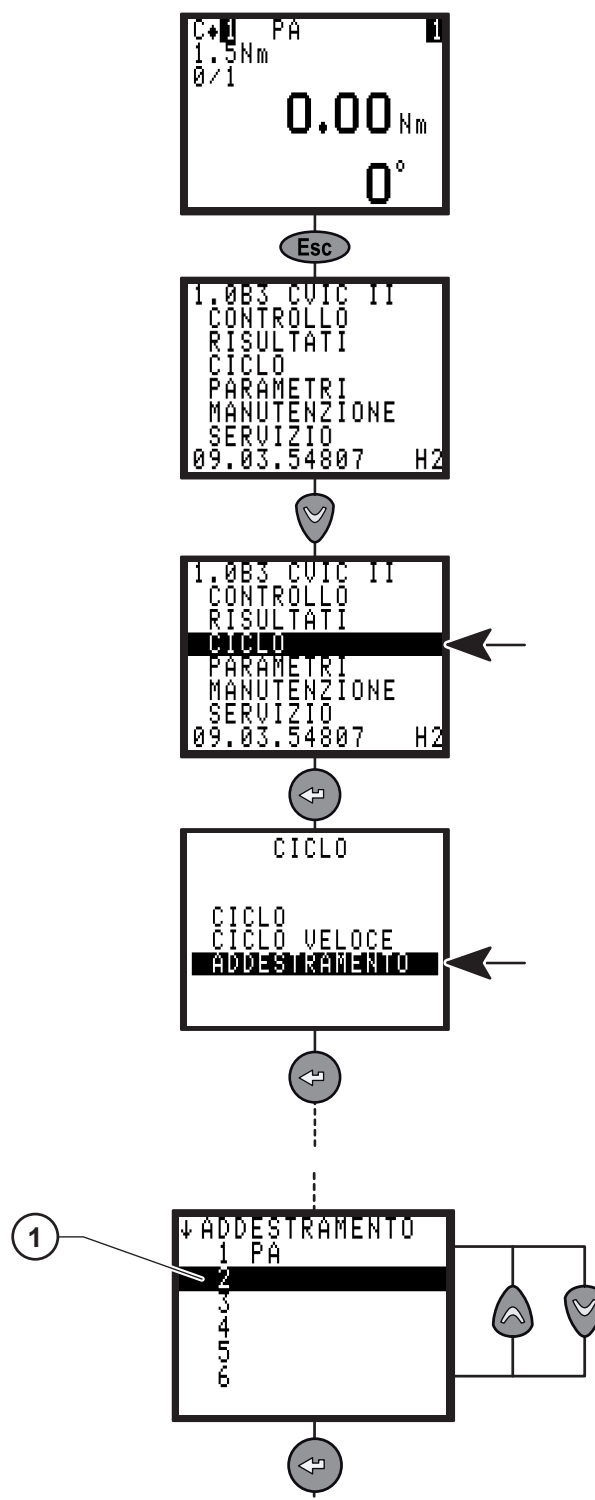 C♦1 PA 1
1.5Nm
0/1
0.00 Nm
0°
Esc
1.0B3 CVIC II
CONTROLLO
RISULTATI
CICLO
PARAMETRI
MANUTENZIONE
SERVIZIO
09.03.54807 H2
1.0B3 CVIC II
CONTROLLO
RISULTATI
CICLO
PARAMETRI
MANUTENZIONE
SERVIZIO
09.03.54807 H2
CICLO
CICLO
CICLO VELOCE
ADDESTRAMENTO
1
↓ADDESTRAMENTO
1 PA
2
3
4
5
6